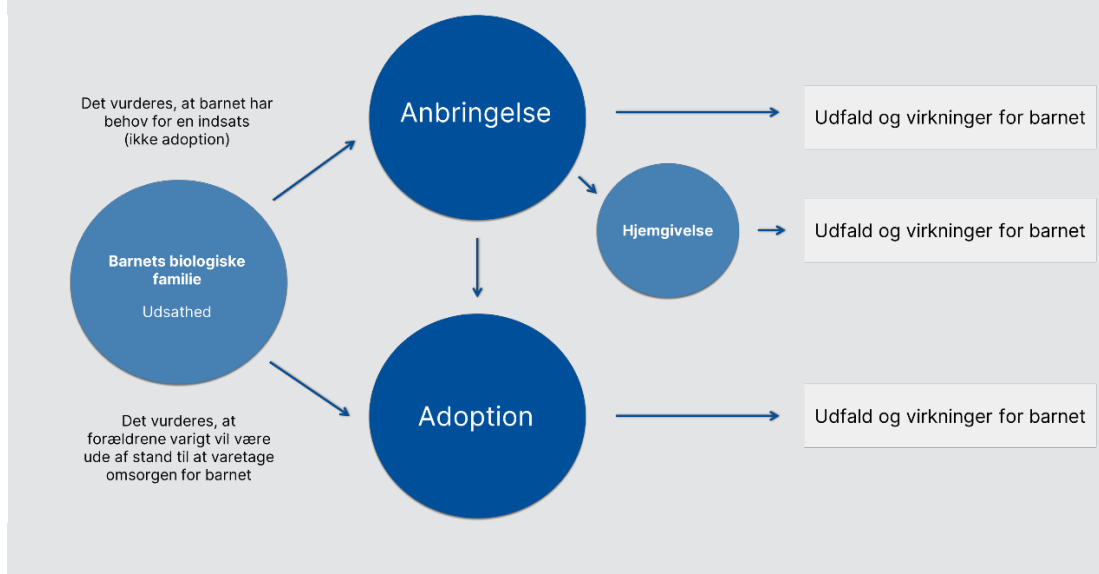 Det vurderes, at barnet har
behov for en indsats
(ikke adoption)
Anbringelse
Udfald og virkninger for barnet
Hjemgivelse
Udfald og virkninger for barnet
Barnets biologiske
familie
Udsathed
Adoption
Udfald og virkninger for barnet
Det vurderes, at
forældrene varigt vil være
ude af stand til at varetage
omsorgen for barnet